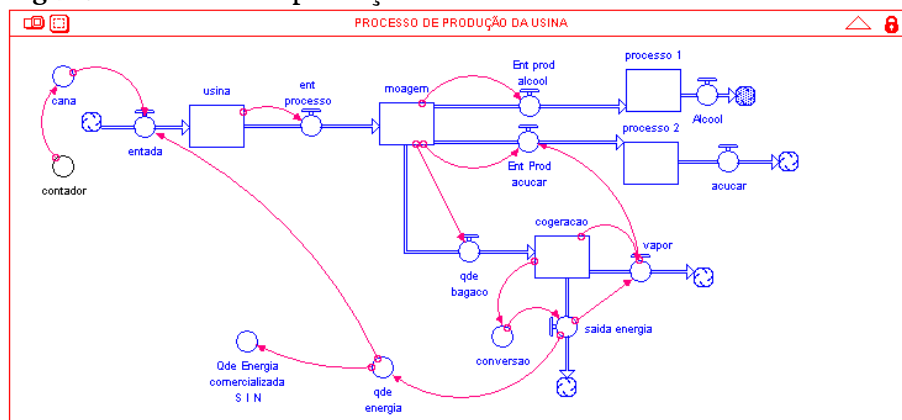 PROCESSO DE PRODUÇÃO DA USINA
cana
contador
entada
usina
ent
processo
moagem
Ent prod
alcool
processo 1
Alcool
Ent Prod
acucar
processo 2
acucar
qde
bagaco
cogeracao
vapor
conversao
saida energia
Qde Energia
comercializada
S I N
qde
energia